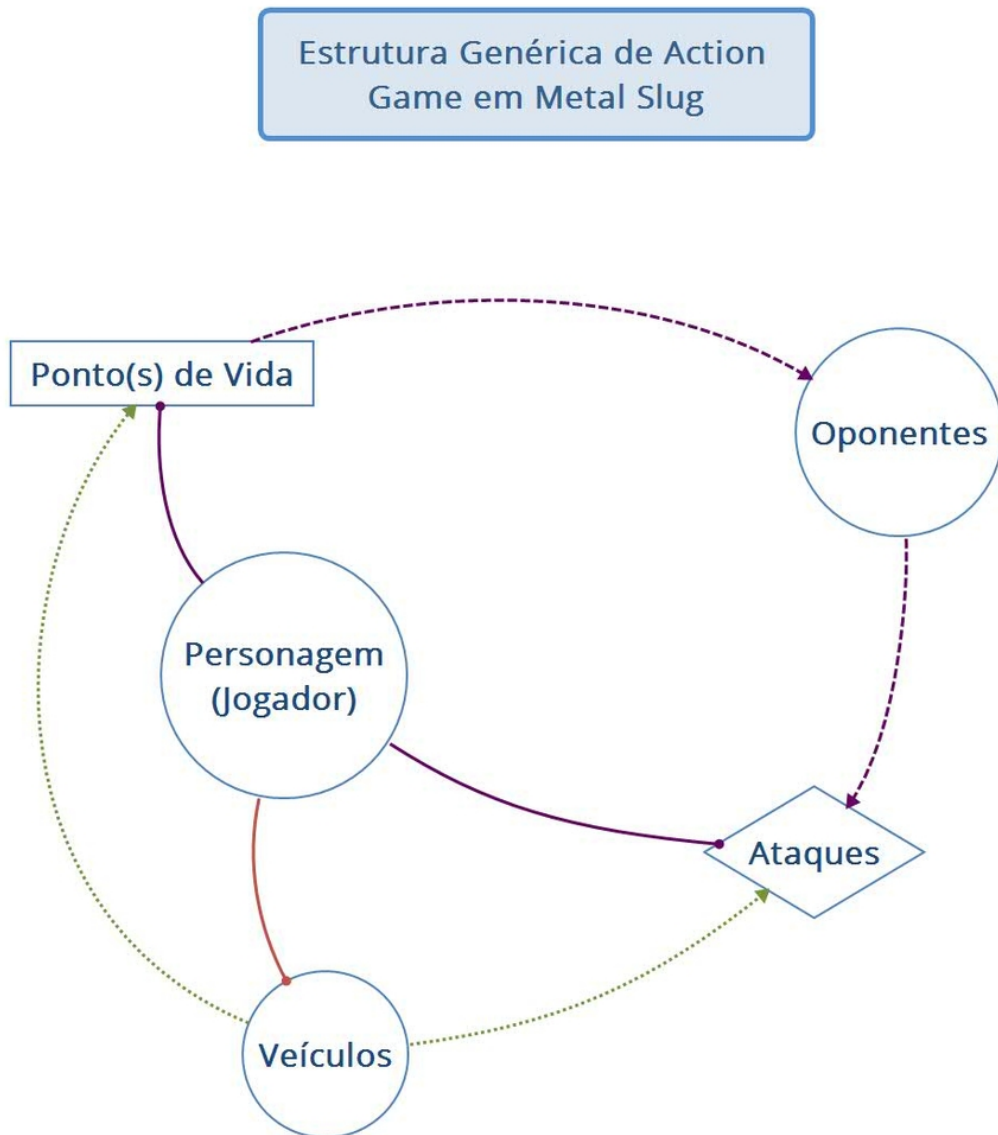 Estrutura Genérica de Action
Game em Metal Slug
Ponto(s) de Vida
Oponentes
Personagem
(Jogador)
Ataques
Veículos